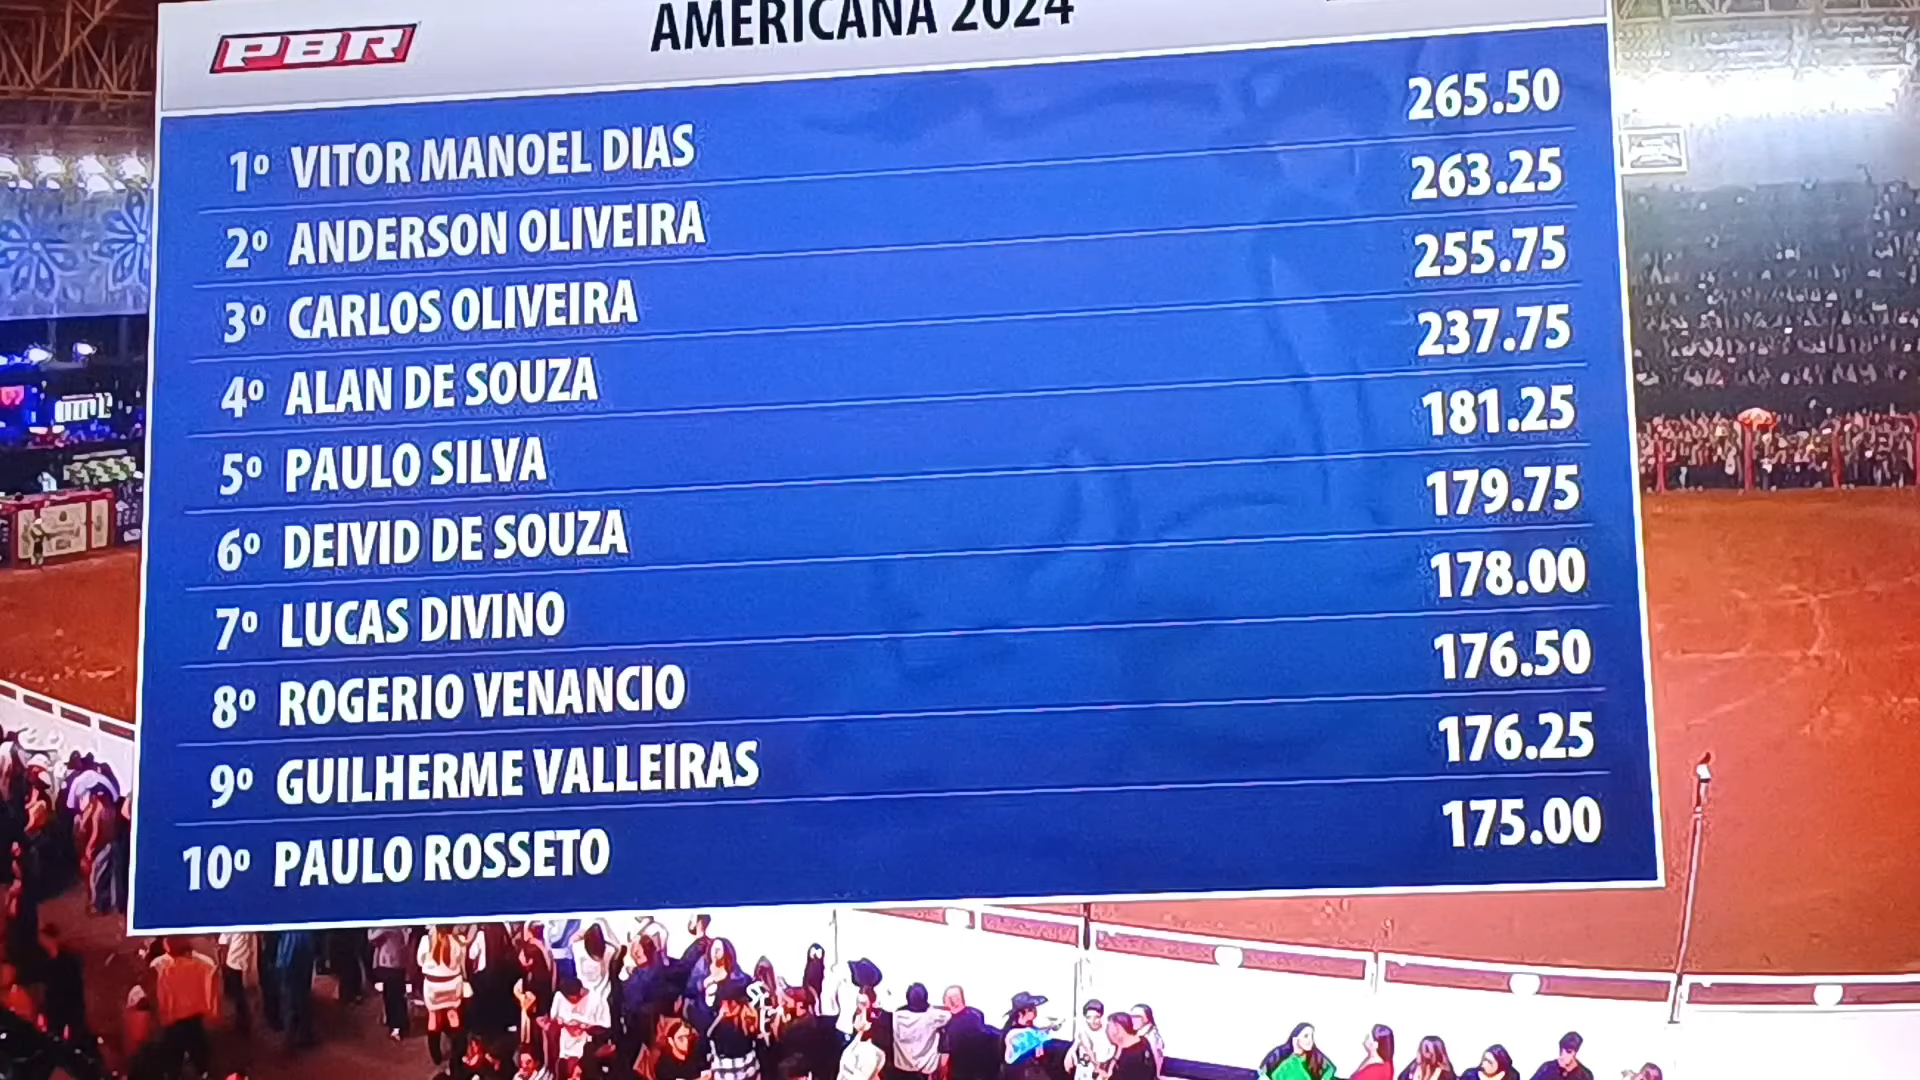 PBR
AMERICANA 2024
1º VITOR MANOEL DIAS 265.50
2º ANDERSON OLIVEIRA 263.25
3º CARLOS OLIVEIRA 255.75
4º ALAN DE SOUZA 237.75
5º PAULO SILVA 181.25
6º DEIVID DE SOUZA 179.75
7º LUCAS DIVINO 178.00
8º ROGERIO VENANCIO 176.50
9º GUILHERME VALLEIRAS 176.25
10º PAULO ROSSETO 175.00